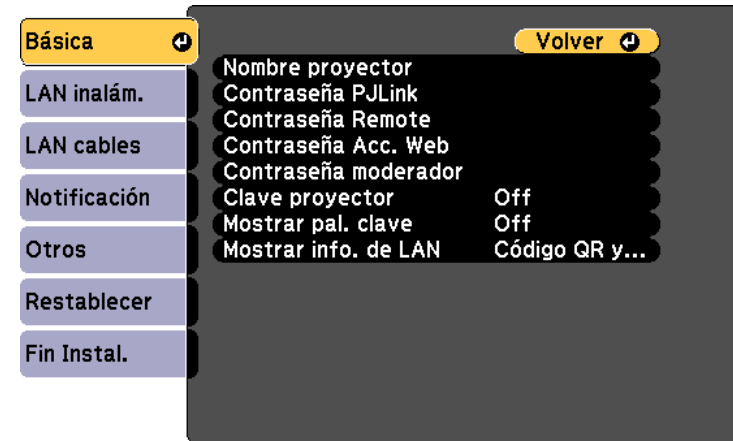 Básica
LAN inalám.
LAN cables
Notificación
Otros
Restablecer
Fin Instal.
Volver
Nombre proyector
Contraseña PJLink
Contraseña Remote
Contraseña Acc. Web
Contraseña moderador
Clave proyector Off
Mostrar pal. clave Off
Mostrar info. de LAN Código QR y...